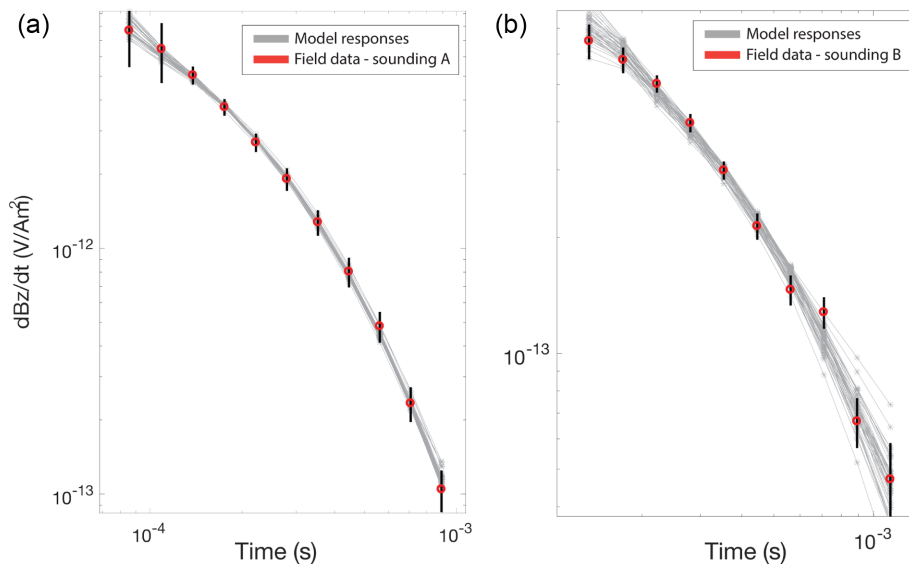 (a)
Model responses
Field data - sounding A
dBz/dt (V/Am²)
10⁻¹²
10⁻¹³
10⁻⁴
10⁻³
Time (s)
(b)
Model responses
Field data - sounding B
10⁻¹³
10⁻³
Time (s)